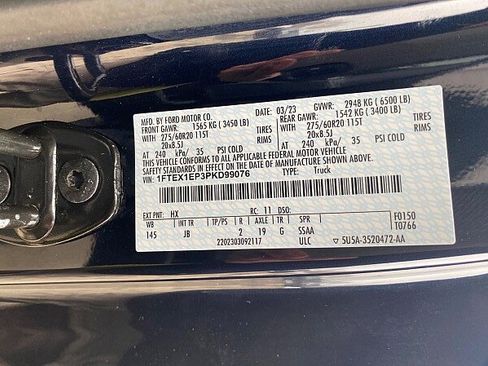 MFD. BY FORD MOTOR CO. 03/23 GVWR: 2948 KG ( 6500 LB)
FRONT GAWR: 1565 KG ( 3450 LB) REAR GAWR: 1542 KG ( 3400 LB)
WITH 275/60R20 115T TIRES WITH 275/60R20 115T TIRES
20x8.5J RIMS 20x8.5J RIMS
AT 240 kPa/ 35 PSI COLD AT 240 kPa/ 35 PSI COLD
THIS VEHICLE CONFORMS TO ALL APPLICABLE FEDERAL MOTOR VEHICLE
SAFETY STANDARDS IN EFFECT ON THE DATE OF MANUFACTURE SHOWN ABOVE.
VIN: 1FTEX1EP3PKD99076 TYPE: Truck
EXT PNT: HX RC: 11 DSO: F0150
WB INT TR TP/PS R AXLE TR SPR T0766
145 JB 2 19 G S5AA
2202303092117 ULC 5U5A-3520472-AA